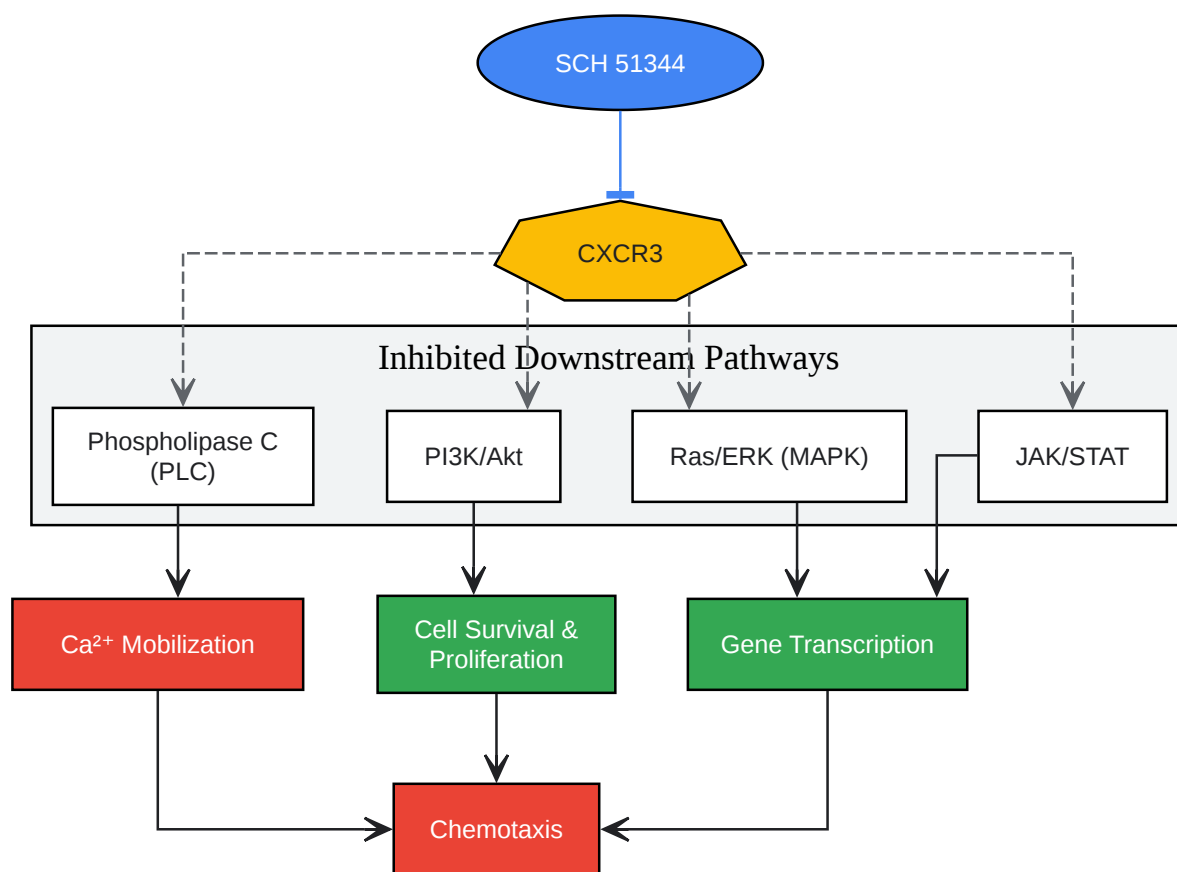 SCH 51344
CXCR3
Inhibited Downstream Pathways
Phospholipase C
(PLC)
PI3K/Akt
Ras/ERK (MAPK)
JAK/STAT
Ca²⁺ Mobilization
Cell Survival &
Proliferation
Gene Transcription
Chemotaxis